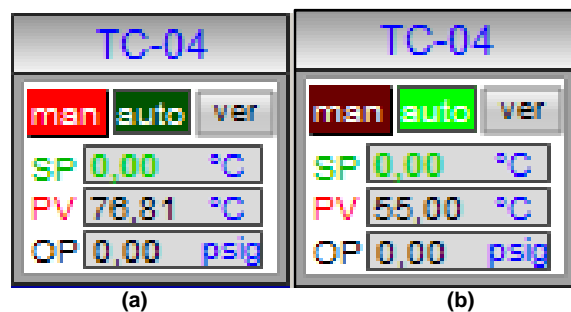 TC-04
man auto ver
SP 0,00 °C
PV 76,81 °C
OP 0,00 psig
(a)
TC-04
man auto ver
SP 0,00 °C
PV 55,00 °C
OP 0,00 psig
(b)